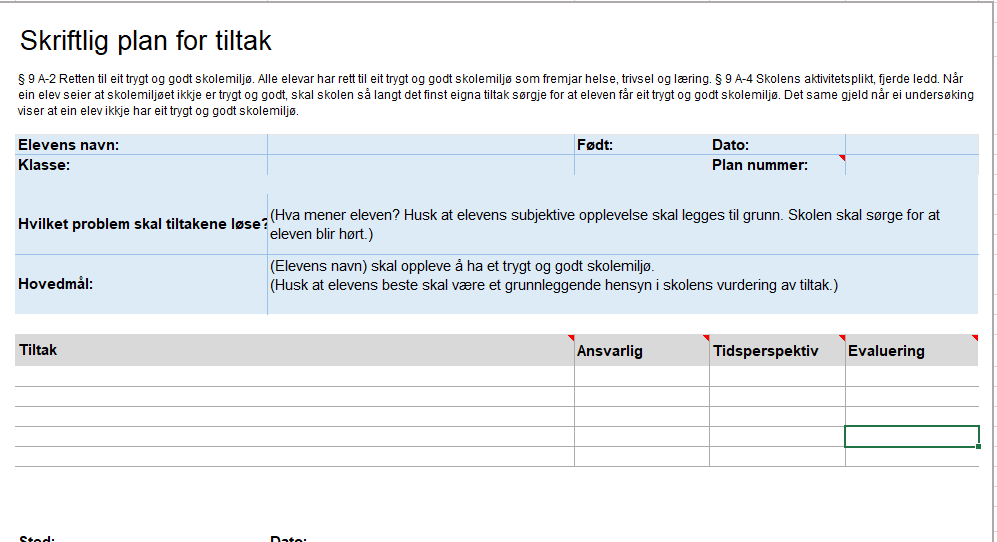 Skriftlig plan for tiltak
§ 9 A-2 Retten til eit trygt og godt skolemiljø. Alle elevar har rett til eit trygt og godt skolemiljø som fremjar helse, trivsel og læring. § 9 A-4 Skolens aktivitetsplikt, fjerde ledd. Når
ein elev seier at skolemiljøet ikkje er trygt og godt, skal skolen så langt det finst eigna tiltak sørgje for at eleven får eit trygt og godt skolemiljø. Det same gjeld når ei undersøking
viser at ein elev ikkje har eit trygt og godt skolemiljø.
Elevens navn: Født: Dato:
Klasse: Plan nummer:
Hvilket problem skal tiltakene løse?
(Hva mener eleven? Husk at elevens subjektive opplevelse skal legges til grunn. Skolen skal sørge for at
eleven blir hørt.)
Hovedmål:
(Elevens navn) skal oppleve å ha et trygt og godt skolemiljø.
(Husk at elevens beste skal være et grunnleggende hensyn i skolens vurdering av tiltak.)
Tiltak Ansvarlig Tidsperspektiv Evaluering
Sted: Dato: